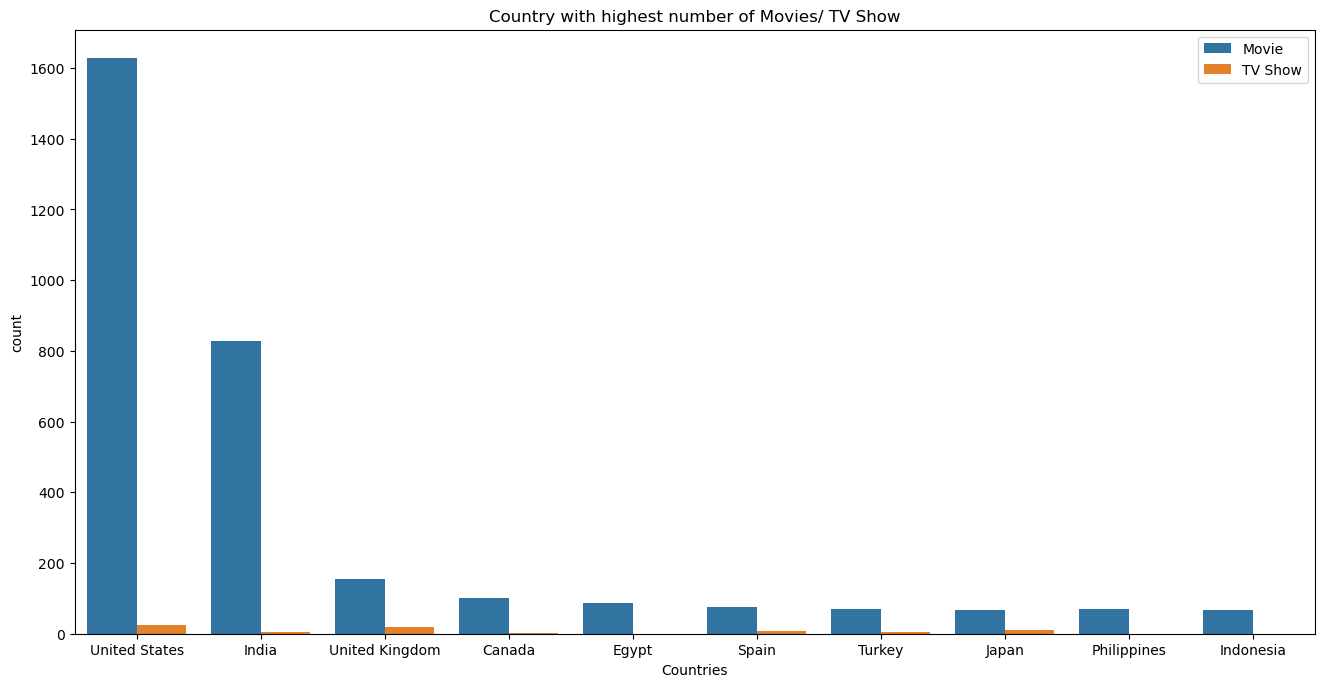 Country with highest number of Movies/ TV Show
Movie
TV Show
1600
1400
1200
1000
800
600
400
200
0
count
United States India United Kingdom Canada Egypt Spain Turkey Japan Philippines Indonesia
Countries